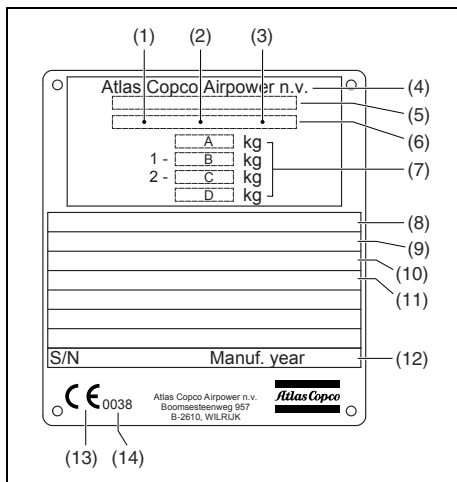 (1) (2) (3)
Atlas Copco Airpower n.v. (4)
(5)
(6)
A kg
1 - B kg (7)
2 - C kg
D kg
(8)
(9)
(10)
(11)
S/N Manuf. year (12)
CE 0038 Atlas Copco Airpower n.v. Atlas Copco
Boomsesteenweg 957
B-2610, WILRIJK
(13) (14)